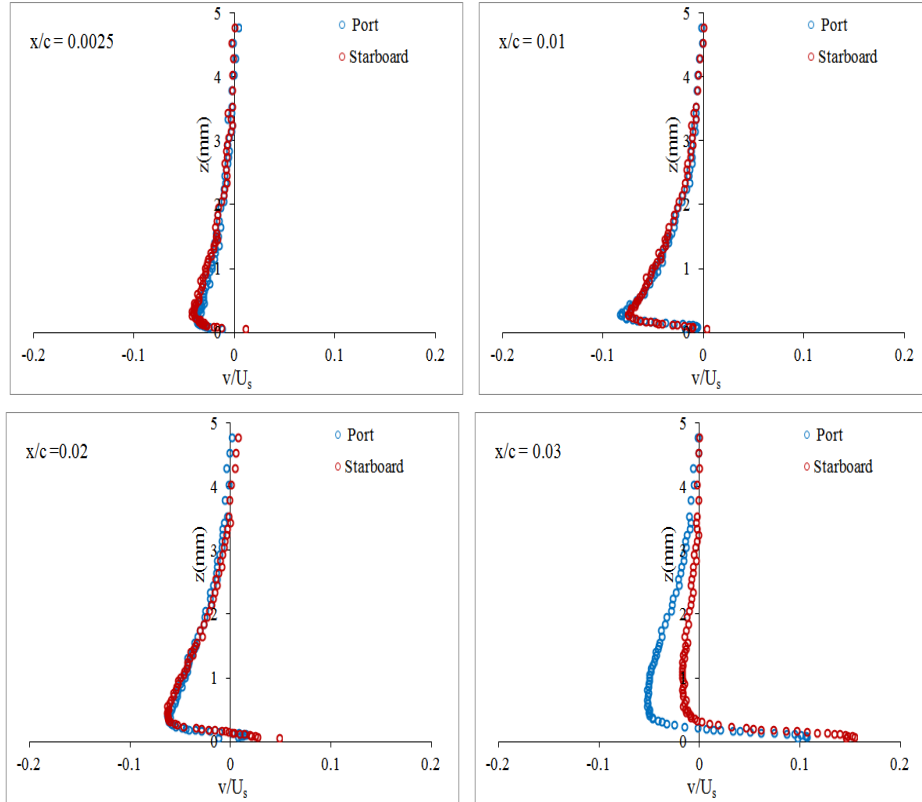 x/c = 0.0025
Port
Starboard
z(mm)
5
4
3
2
1
0
-0.2 -0.1 0 0.1 0.2
v/Us
x/c = 0.01
Port
Starboard
z(mm)
5
4
3
2
1
0
-0.2 -0.1 0 0.1 0.2
v/Us
x/c =0.02
Port
Starboard
z(mm)
5
4
3
2
1
0
-0.2 -0.1 0 0.1 0.2
v/Us
x/c = 0.03
Port
Starboard
z(mm)
5
4
3
2
1
0
-0.2 -0.1 0 0.1 0.2
v/Us